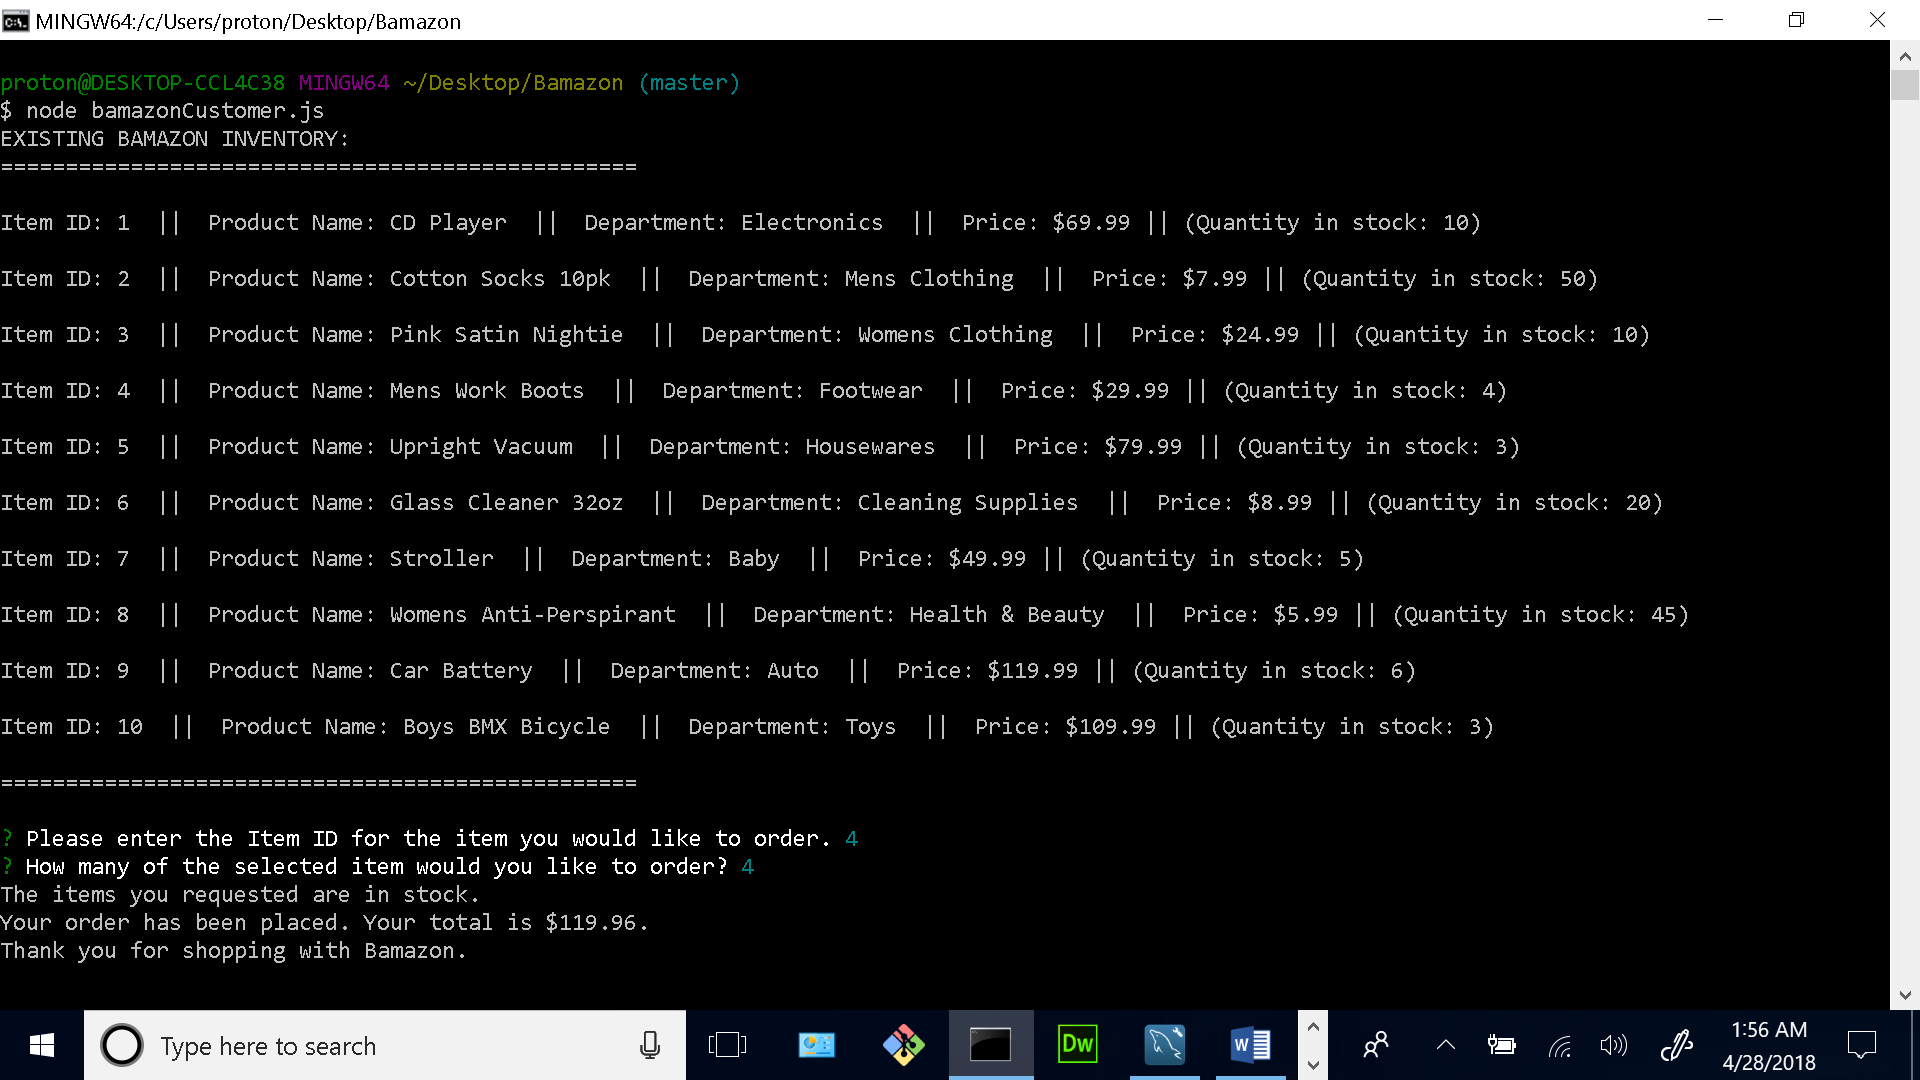 MINGW64:/c/Users/proton/Desktop/Bamazon
proton@DESKTOP-CCL4C38 MINGW64 ~/Desktop/Bamazon (master)
$ node bamazonCustomer.js
EXISTING BAMAZON INVENTORY:
=================================================
Item ID: 1  ||  Product Name: CD Player  ||  Department: Electronics  ||  Price: $69.99 || (Quantity in stock: 10)
Item ID: 2  ||  Product Name: Cotton Socks 10pk  ||  Department: Mens Clothing  ||  Price: $7.99 || (Quantity in stock: 50)
Item ID: 3  ||  Product Name: Pink Satin Nightie  ||  Department: Womens Clothing  ||  Price: $24.99 || (Quantity in stock: 10)
Item ID: 4  ||  Product Name: Mens Work Boots  ||  Department: Footwear  ||  Price: $29.99 || (Quantity in stock: 4)
Item ID: 5  ||  Product Name: Upright Vacuum  ||  Department: Housewares  ||  Price: $79.99 || (Quantity in stock: 3)
Item ID: 6  ||  Product Name: Glass Cleaner 32oz  ||  Department: Cleaning Supplies  ||  Price: $8.99 || (Quantity in stock: 20)
Item ID: 7  ||  Product Name: Stroller  ||  Department: Baby  ||  Price: $49.99 || (Quantity in stock: 5)
Item ID: 8  ||  Product Name: Womens Anti-Perspirant  ||  Department: Health & Beauty  ||  Price: $5.99 || (Quantity in stock: 45)
Item ID: 9  ||  Product Name: Car Battery  ||  Department: Auto  ||  Price: $119.99 || (Quantity in stock: 6)
Item ID: 10  ||  Product Name: Boys BMX Bicycle  ||  Department: Toys  ||  Price: $109.99 || (Quantity in stock: 3)
=================================================
? Please enter the Item ID for the item you would like to order. 4
? How many of the selected item would you like to order? 4
The items you requested are in stock.
Your order has been placed. Your total is $119.96.
Thank you for shopping with Bamazon.
Type here to search
Dw
W
1:56 AM
4/28/2018